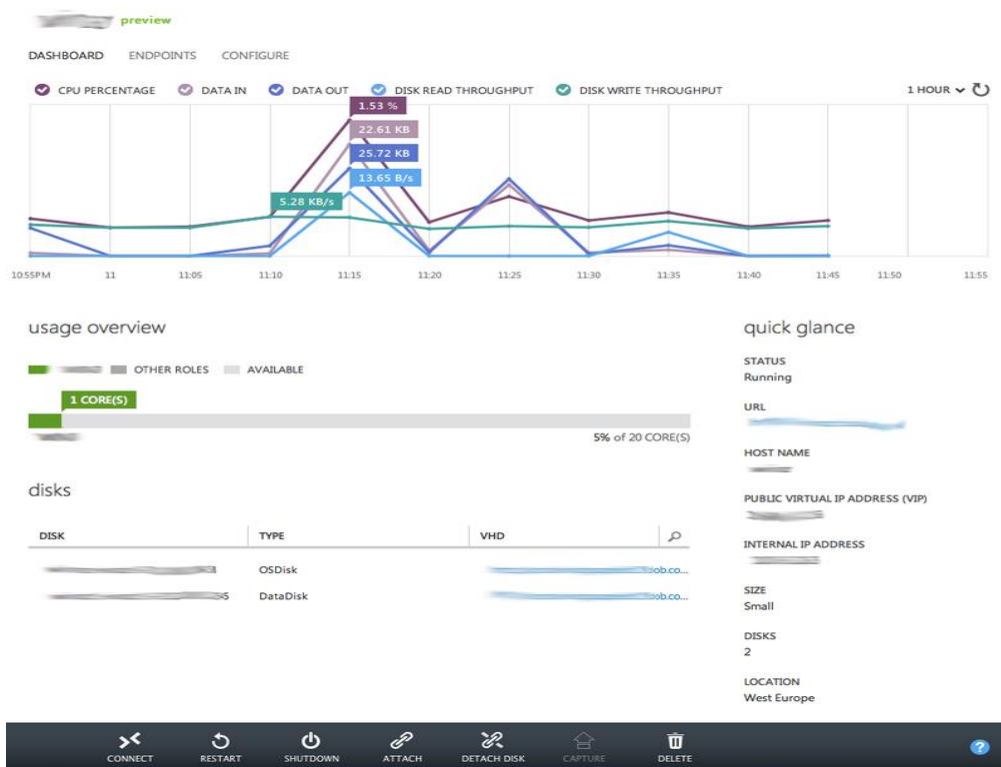 preview
DASHBOARD ENDPOINTS CONFIGURE
CPU PERCENTAGE DATA IN DATA OUT DISK READ THROUGHPUT DISK WRITE THROUGHPUT 1 HOUR
1.53 %
22.61 KB
25.72 KB
13.65 B/s
5.28 KB/s
10:55PM 11 11:05 11:10 11:15 11:20 11:25 11:30 11:35 11:40 11:45 11:50 11:55
usage overview
OTHER ROLES AVAILABLE
1 CORE(S)
5% of 20 CORE(S)
disks
DISK TYPE VHD
OSDisk ob.co...
5 DataDisk ob.co...
quick glance
STATUS
Running
URL
HOST NAME
PUBLIC VIRTUAL IP ADDRESS (VIP)
INTERNAL IP ADDRESS
SIZE
Small
DISKS
2
LOCATION
West Europe
CONNECT RESTART SHUTDOWN ATTACH DETACH DISK CAPTURE DELETE ?